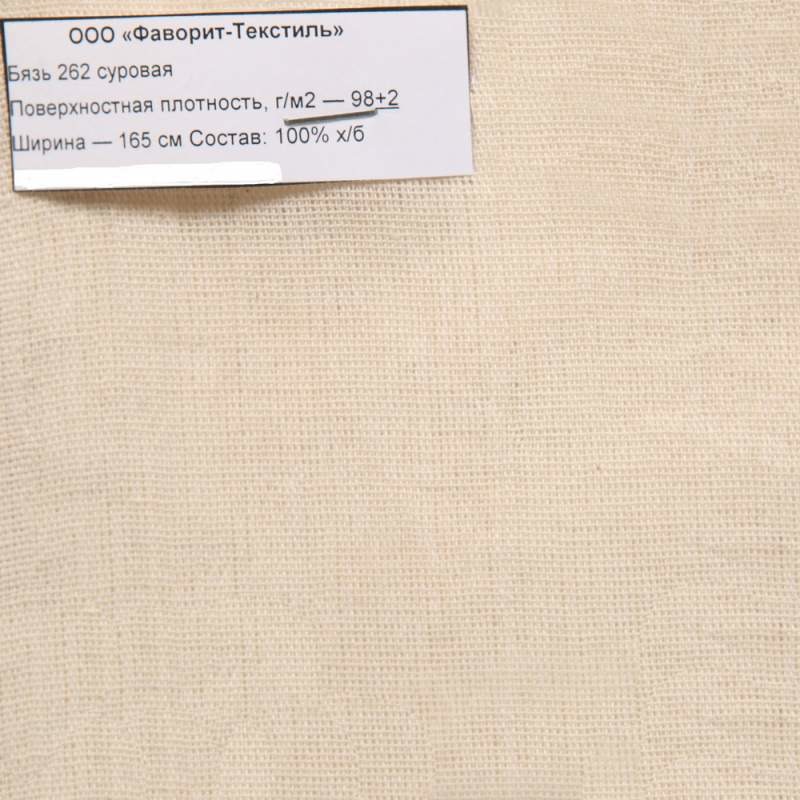 ООО «Фаворит-Текстиль»
Бязь 262 суровая
Поверхностная плотность, г/м2 — 98+2
Ширина — 165 см Состав: 100% х/б